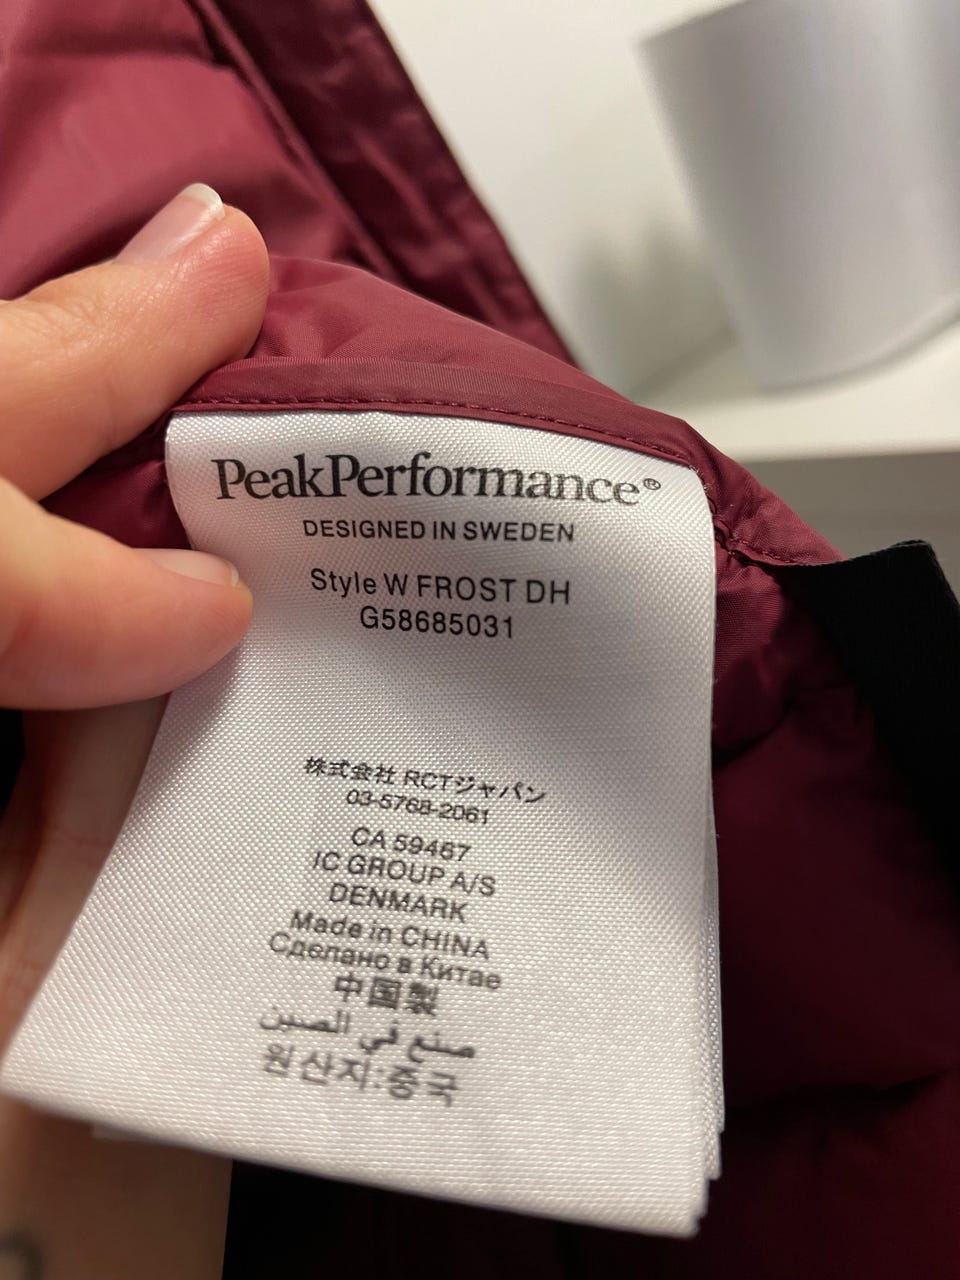 PeakPerformance®
DESIGNED IN SWEDEN
Style W FROST DH
G58685031
株式会社 RCTジャパン
03-5768-2061
CA 59467
IC GROUP A/S
DENMARK
Made in CHINA
Сделано в Китае
中国製
صنع في الصين
원산지:중국